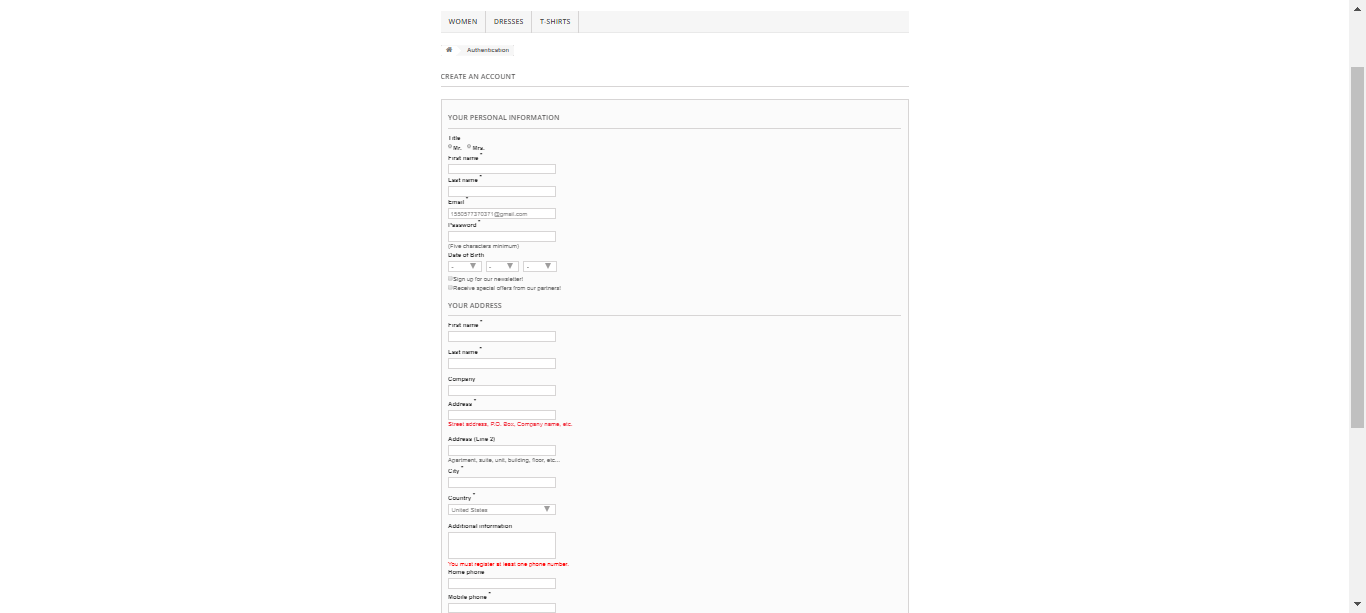 WOMEN DRESSES T-SHIRTS
Authentication
CREATE AN ACCOUNT
YOUR PERSONAL INFORMATION
Title
Mr. Mrs.
First name *
Last name *
Email *
1550577370371@gmail.com
Password *
(Five characters minimum)
Date of Birth
- - -
Sign up for our newsletter!
Receive special offers from our partners!
YOUR ADDRESS
First name *
Last name *
Company
Address *
Street address, P.O. Box, Company name, etc.
Address (Line 2)
Apartment, suite, unit, building, floor, etc...
City *
Country *
United States
Additional information
You must register at least one phone number.
Home phone
Mobile phone *